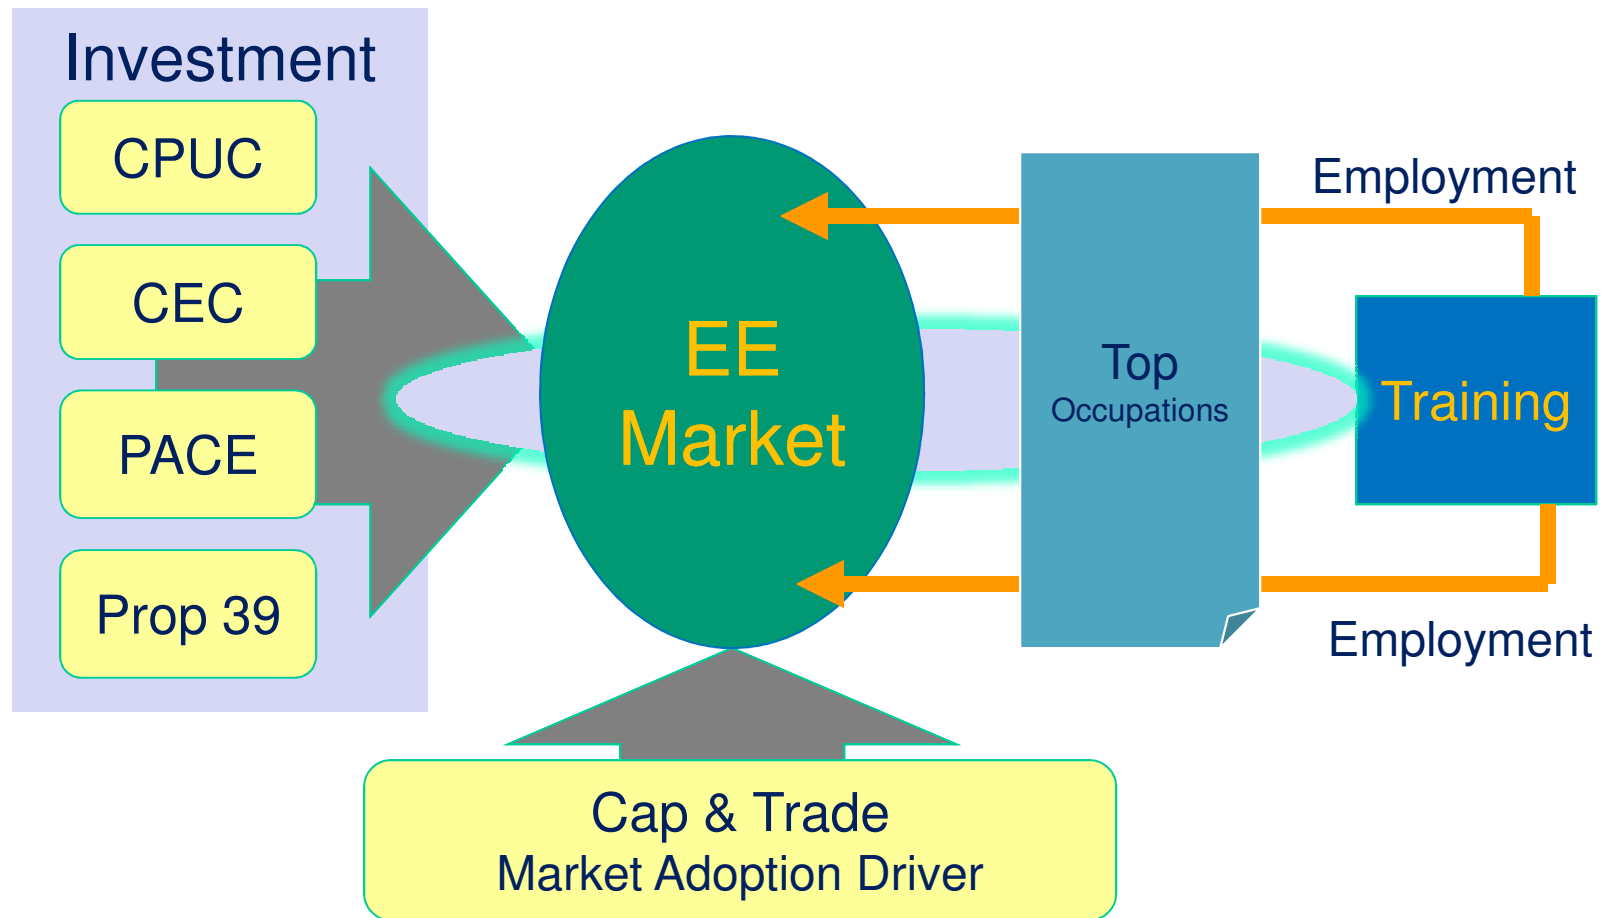 Investment
CPUC
CEC
PACE
Prop 39
EE
Market
Top
Occupations
Employment
Training
Employment
Cap & Trade
Market Adoption Driver